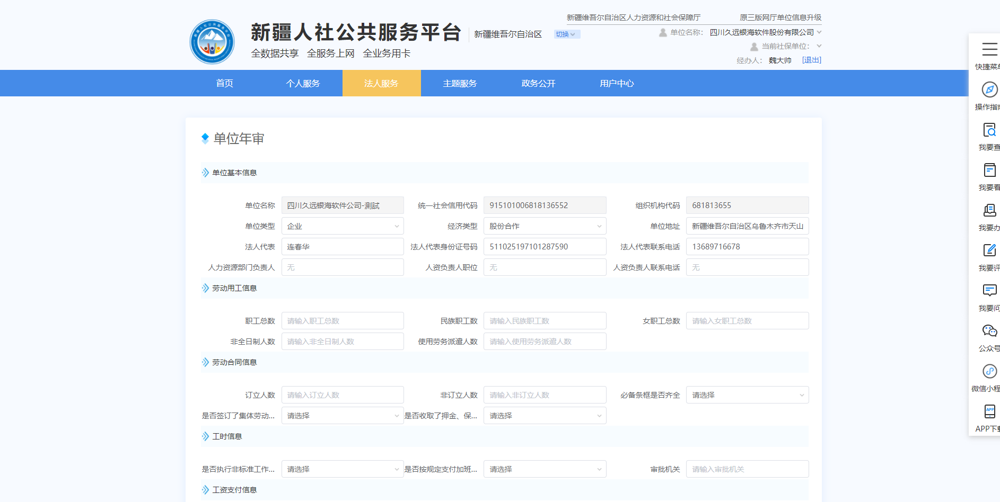 新疆维吾尔自治区人力资源和社会保障厅 原三版网厅单位信息升级
新疆人社公共服务平台 新疆维吾尔自治区 切换
单位名称： 四川久远银海软件股份有限公司
当前社保单位：
全数据共享 全服务上网 全业务用卡
经办人： 魏大帅 [退出]
首页 个人服务 法人服务 主题服务 政务公开 用户中心
单位年审
单位基本信息
单位名称 四川久远银海软件公司-测試 统一社会信用代码 915101006818136552 组织机构代码 681813655
单位类型 企业 经济类型 股份合作 单位地址 新疆维吾尔自治区乌鲁木齐市天山
法人代表 连春华 法人代表身份证号码 511025197101287590 法人代表联系电话 13689716678
人力资源部门负责人 无 人资负责人职位 无 人资负责人联系电话 无
劳动用工信息
职工总数 请输入职工总数 民族职工数 请输入民族职工数 女职工总数 请输入女职工总数
非全日制人数 请输入非全日制人数 使用劳务派遣人数 请输入使用劳务派遣人数
劳动合同信息
订立人数 请输入订立人数 非订立人数 请输入非订立人数 必备条框是否齐全 请选择
是否签订了集体劳动... 请选择 是否收取了押金、保... 请选择
工时信息
是否执行非标准工作... 请选择 是否按规定支付加班... 请选择 审批机关 请输入审批机关
工资支付信息
快捷菜单
操作指南
我要查
我要看
我要办
我要评
我要问
公众号
微信小程
APP
APP下载